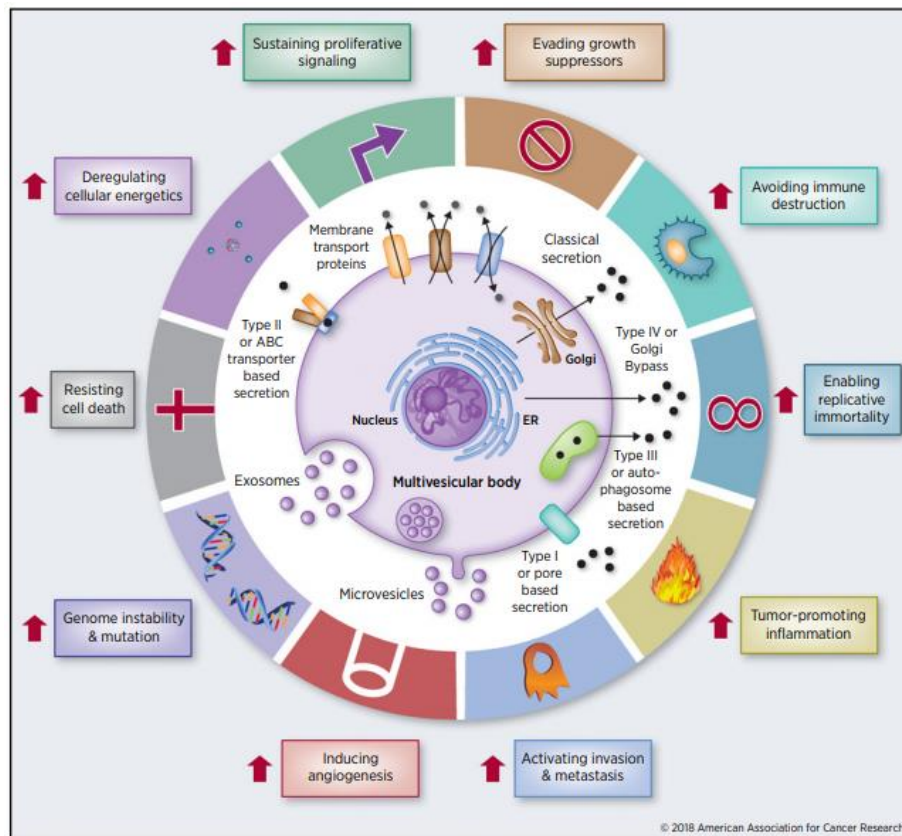 Sustaining proliferative
signaling
Evading growth
suppressors
Deregulating
cellular energetics
Avoiding immune
destruction
Membrane
transport
proteins
Classical
secretion
Type II
or ABC
transporter
based
secretion
Golgi
Type IV or
Golgi
Bypass
Resisting
cell death
Nucleus
ER
Enabling
replicative
immortality
Exosomes
Multivesicular body
Type III
or auto-
phagosome
based
secretion
Type I
or pore
based
secretion
Microvesicles
Genome instability
& mutation
Tumor-promoting
inflammation
Inducing
angiogenesis
Activating invasion
& metastasis
© 2018 American Association for Cancer Research